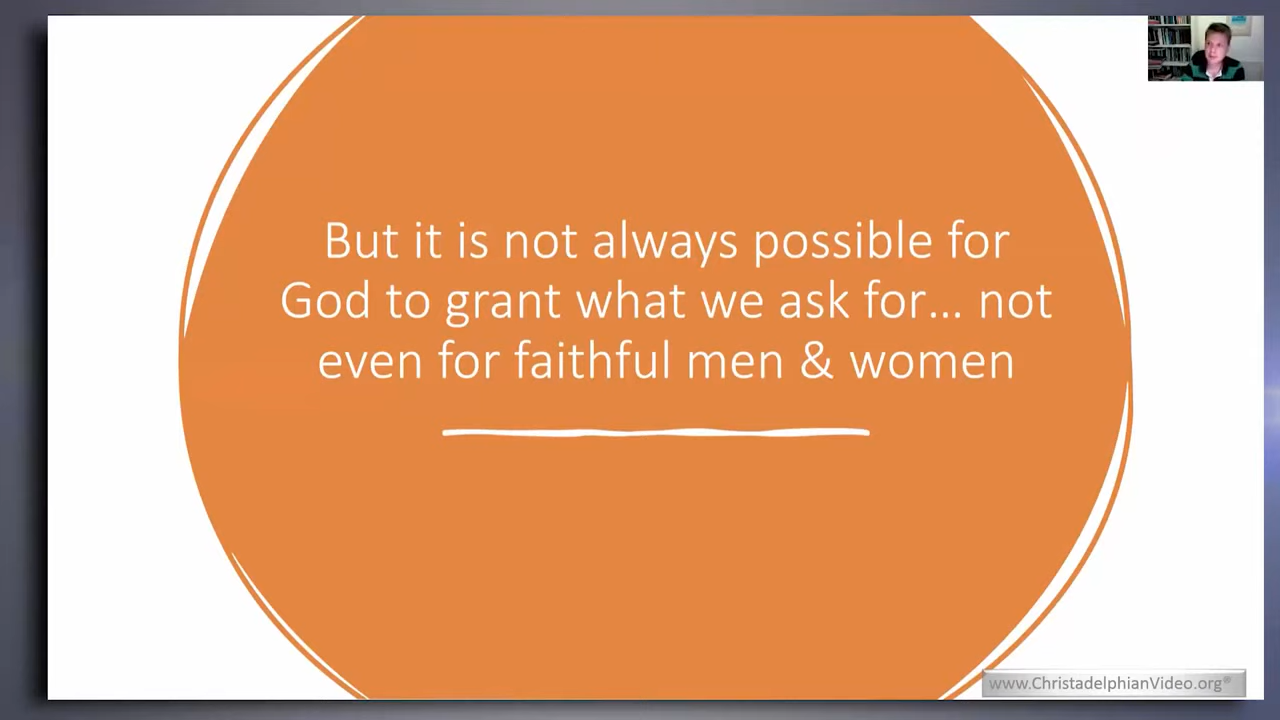 But it is not always possible for
God to grant what we ask for... not
even for faithful men & women
www.ChristadelphianVideo.org®